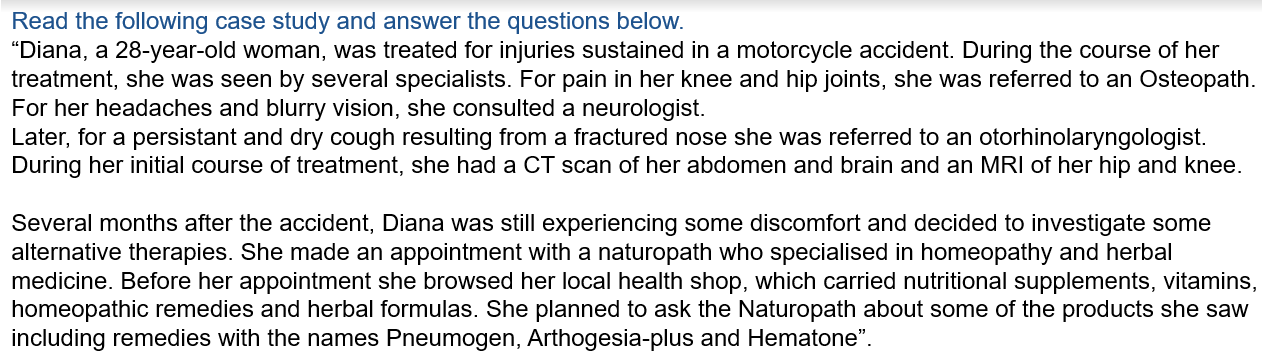 Read the following case study and answer the questions below.
“Diana, a 28-year-old woman, was treated for injuries sustained in a motorcycle accident. During the course of her
treatment, she was seen by several specialists. For pain in her knee and hip joints, she was referred to an Osteopath.
For her headaches and blurry vision, she consulted a neurologist.
Later, for a persistant and dry cough resulting from a fractured nose she was referred to an otorhinolaryngologist.
During her initial course of treatment, she had a CT scan of her abdomen and brain and an MRI of her hip and knee.
Several months after the accident, Diana was still experiencing some discomfort and decided to investigate some
alternative therapies. She made an appointment with a naturopath who specialised in homeopathy and herbal
medicine. Before her appointment she browsed her local health shop, which carried nutritional supplements, vitamins,
homeopathic remedies and herbal formulas. She planned to ask the Naturopath about some of the products she saw
including remedies with the names Pneumogen, Arthogesia-plus and Hematone”.